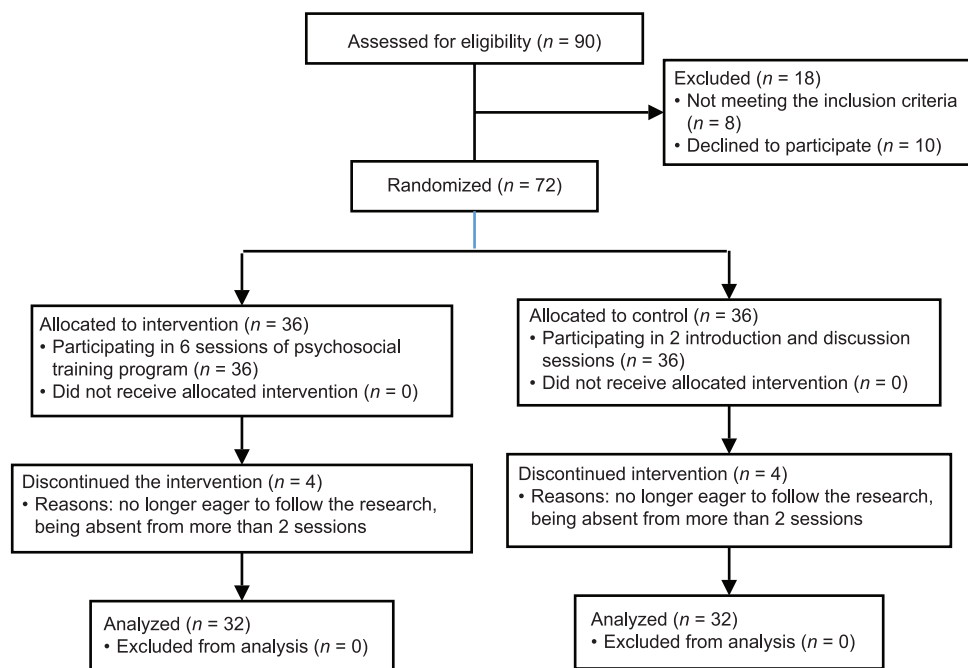 Assessed for eligibility (n = 90)
Excluded (n = 18)
• Not meeting the inclusion criteria
(n = 8)
• Declined to participate (n = 10)
Randomized (n = 72)
Allocated to intervention (n = 36)
• Participating in 6 sessions of psychosocial
training program (n = 36)
• Did not receive allocated intervention (n = 0)
Allocated to control (n = 36)
• Participating in 2 introduction and discussion
sessions (n = 36)
• Did not receive allocated intervention (n = 0)
Discontinued the intervention (n = 4)
• Reasons: no longer eager to follow the research,
being absent from more than 2 sessions
Discontinued intervention (n = 4)
• Reasons: no longer eager to follow the research,
being absent from more than 2 sessions
Analyzed (n = 32)
• Excluded from analysis (n = 0)
Analyzed (n = 32)
• Excluded from analysis (n = 0)